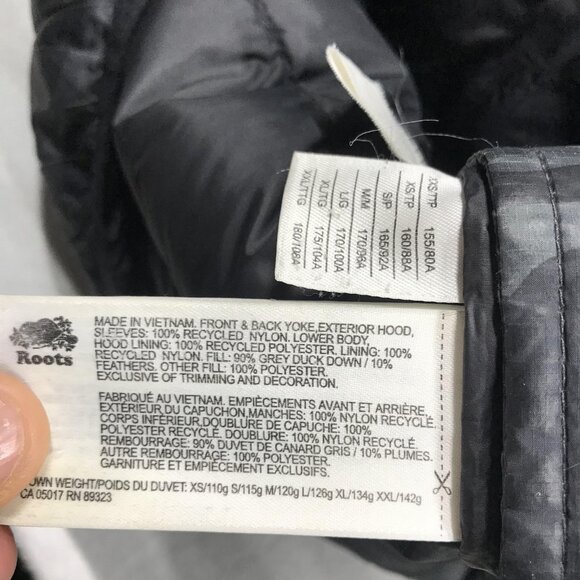 XXS/TTP 155/80A
XS/TP 160/88A
S/P 165/92A
M/M 170/96A
L/G 170/100A
XL/TG 175/104A
XXL/TTG 180/108A
Roots
MADE IN VIETNAM. FRONT & BACK YOKE,EXTERIOR HOOD,
SLEEVES: 100% RECYCLED NYLON. LOWER BODY,
HOOD LINING: 100% RECYCLED POLYESTER. LINING: 100%
RECYCLED NYLON. FILL: 90% GREY DUCK DOWN / 10%
FEATHERS. OTHER FILL: 100% POLYESTER.
EXCLUSIVE OF TRIMMING AND DECORATION.
FABRIQUÉ AU VIETNAM. EMPIÈCEMENTS AVANT ET ARRIÈRE,
EXTÉRIEUR DU CAPUCHON,MANCHES: 100% NYLON RECYCLÉ.
CORPS INFÉRIEUR,DOUBLURE DE CAPUCHE: 100%
POLYESTER RECYCLÉ. DOUBLURE: 100% NYLON RECYCLÉ
REMBOURRAGE: 90% DUVET DE CANARD GRIS / 10% PLUMES.
AUTRE REMBOURRAGE: 100% POLYESTER.
GARNITURE ET EMPIÈCEMENT EXCLUSIFS.
OWN WEIGHT/POIDS DU DUVET: XS/110g S/115g M/120g L/126g XL/134g XXL/142g
CA 05017 RN 89323